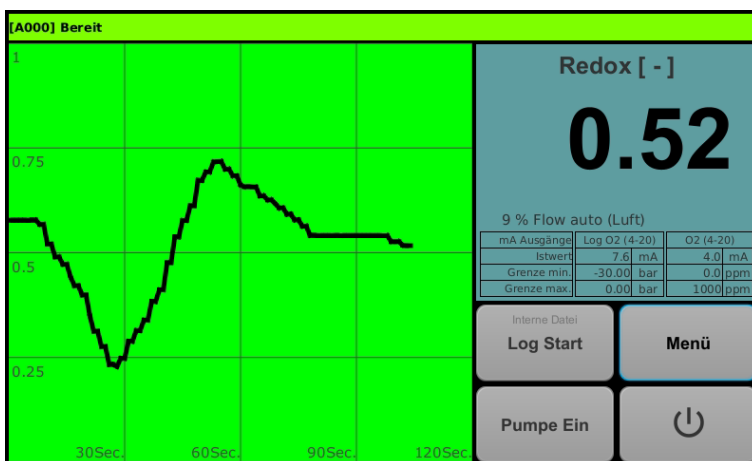 [A000] Bereit
1
0.75
0.5
0.25
30Sec. 60Sec. 90Sec. 120Sec.
Redox [ - ]
0.52
9 % Flow auto (Luft)
mA Ausgänge Log O2 (4-20) O2 (4-20)
Istwert 7.6 mA 4.0 mA
Grenze min. -30.00 bar 0.0 ppm
Grenze max. 0.00 bar 1000 ppm
Interne Datei
Log Start
Menü
Pumpe Ein